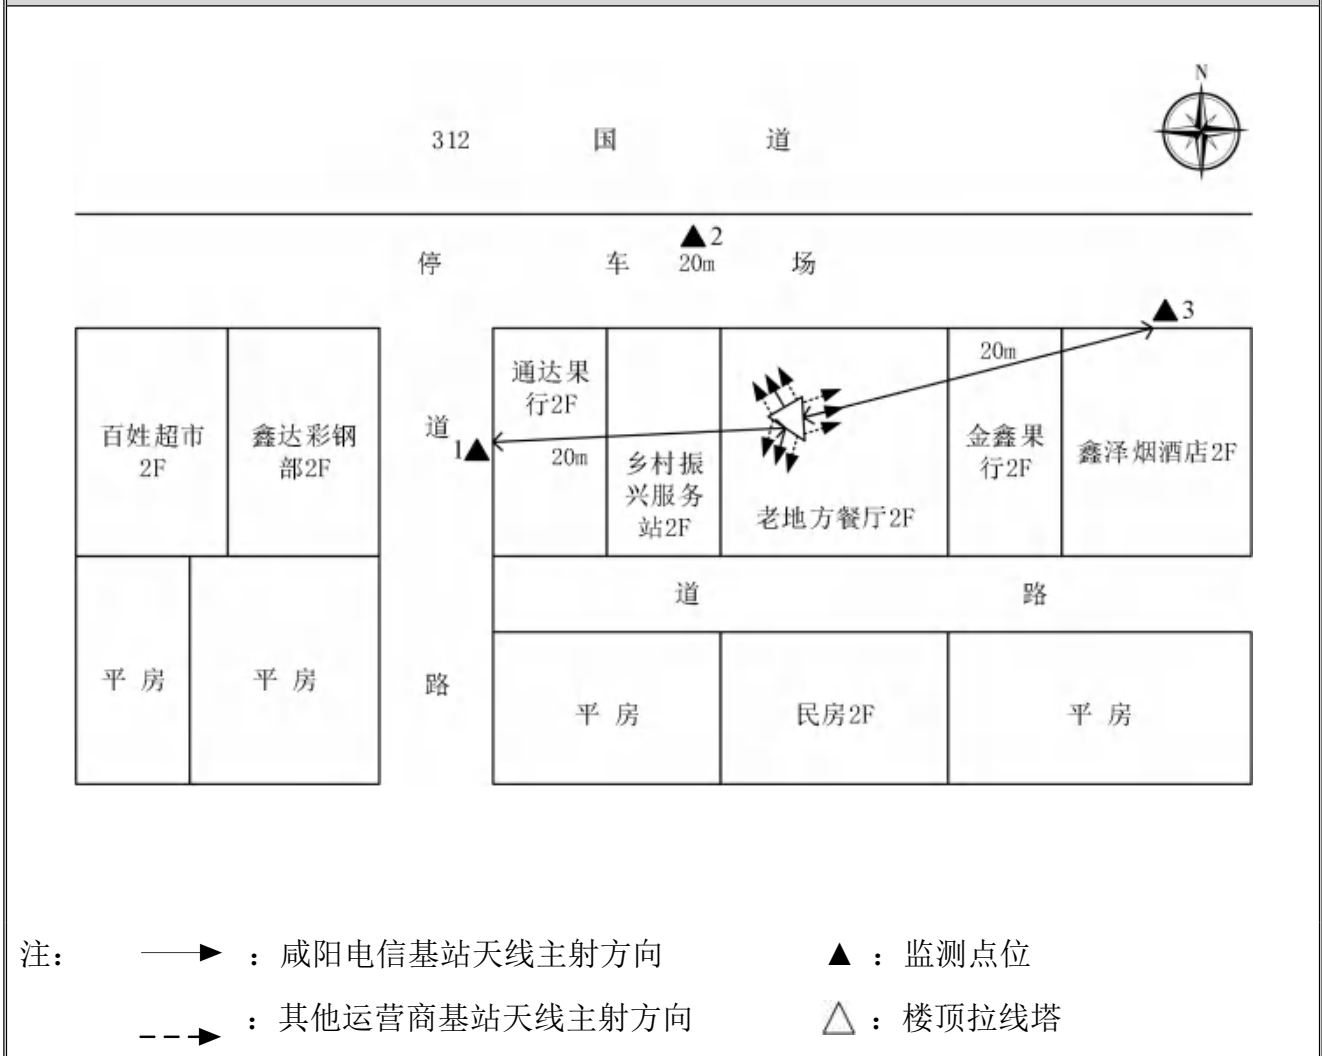 N
312 国 道
▲2
停 车 20m 场
▲3
通达果
行2F
20m
百姓超市
2F
鑫达彩钢
部2F
道
1▲
20m
乡村振
兴服务
站2F
老地方餐厅2F
金鑫果
行2F
鑫泽烟酒店2F
道 路
平 房
平 房
路
平 房
民房2F
平 房
注： ：咸阳电信基站天线主射方向 ▲：监测点位
：其他运营商基站天线主射方向 △：楼顶拉线塔